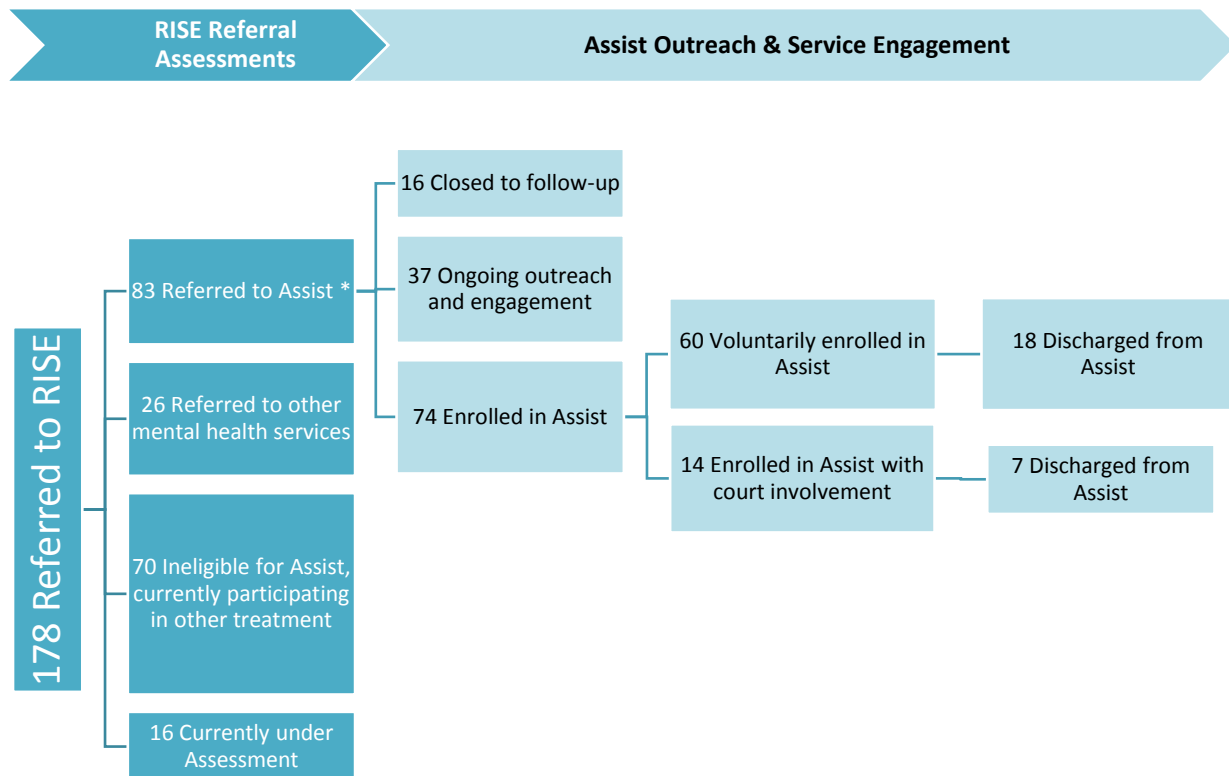 RISE Referral
Assessments
Assist Outreach & Service Engagement
178 Referred to RISE
83 Referred to Assist *
26 Referred to other
mental health services
70 Ineligible for Assist,
currently participating
in other treatment
16 Currently under
Assessment
16 Closed to follow-up
37 Ongoing outreach
and engagement
74 Enrolled in Assist
60 Voluntarily enrolled in
Assist
14 Enrolled in Assist with
court involvement
18 Discharged from
Assist
7 Discharged from
Assist